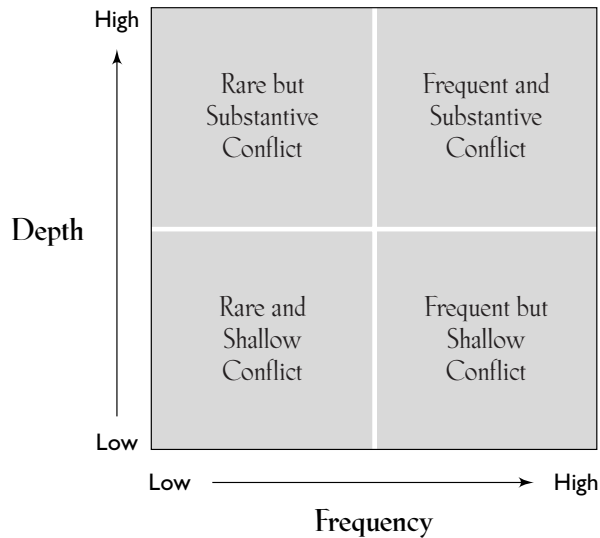 High
Rare but
Substantive
Conflict
Frequent and
Substantive
Conflict
Depth
Rare and
Shallow
Conflict
Frequent but
Shallow
Conflict
Low
Low
High
Frequency